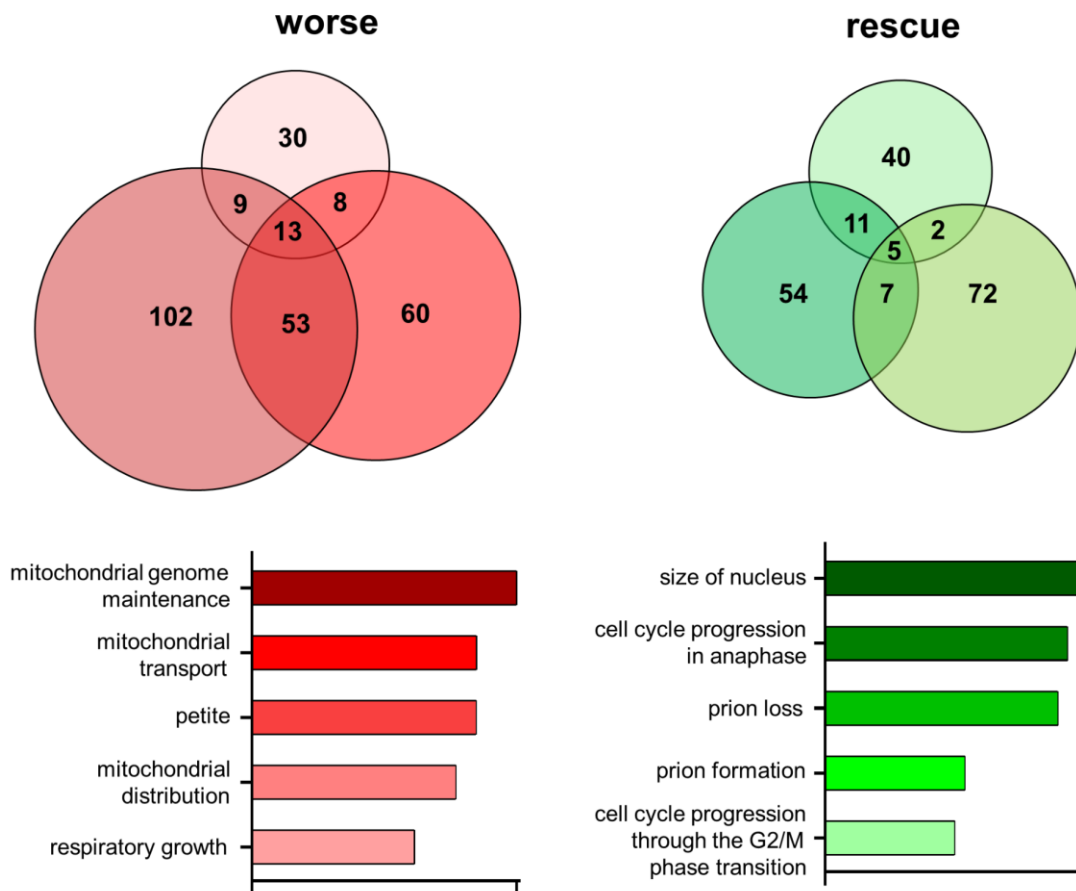 worse
30
9
8
13
102
53
60
rescue
40
11
2
5
54
7
72
mitochondrial genome
maintenance
mitochondrial
transport
petite
mitochondrial
distribution
respiratory growth
size of nucleus
cell cycle progression
in anaphase
prion loss
prion formation
cell cycle progression
through the G2/M
phase transition